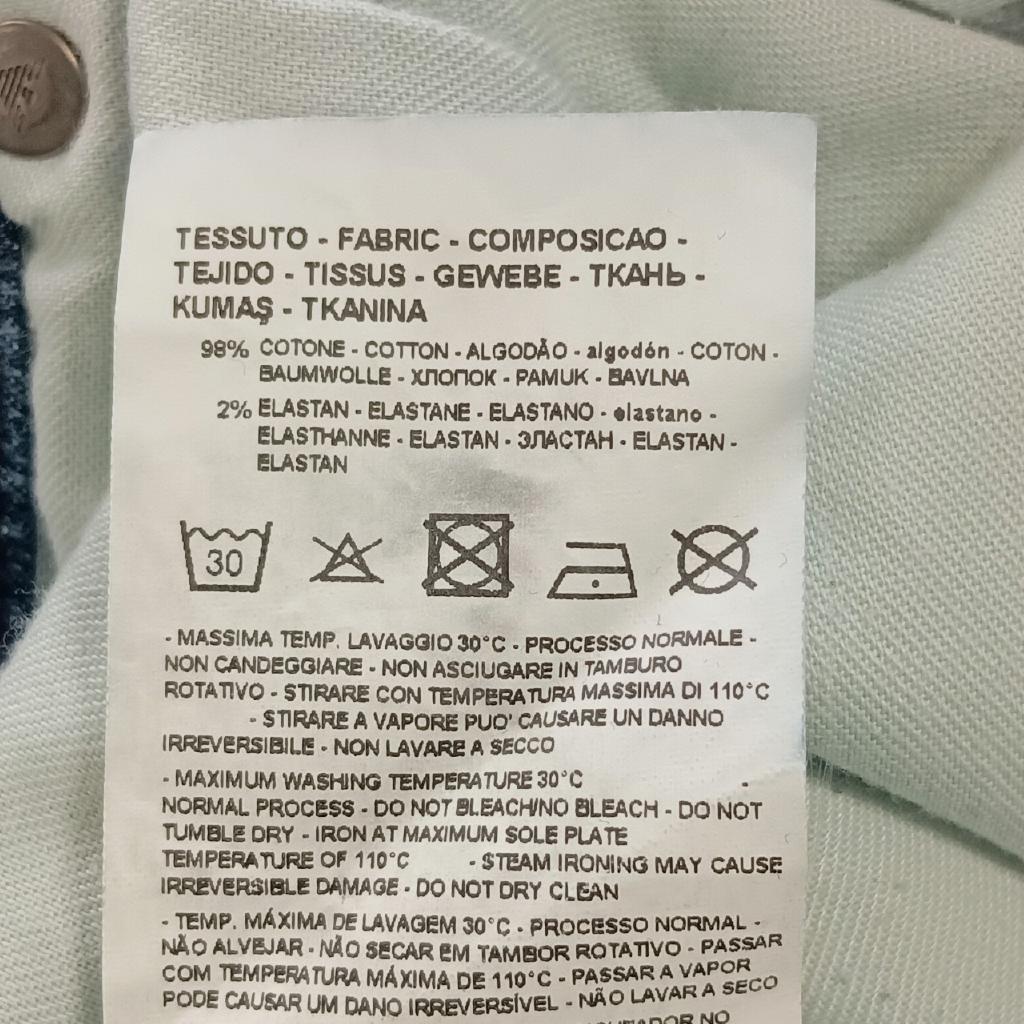 TESSUTO - FABRIC - COMPOSICAO -
TEJIDO - TISSUS - GEWEBE - ТКАНЬ -
KUMAŞ - TKANINA
98% COTONE - COTTON - ALGODÃO - algodón - COTON -
BAUMWOLLE - ХЛОПОК - PAMUK - BAVLNA
2% ELASTAN - ELASTANE - ELASTANO - elastano -
ELASTHANNE - ELASTAN - ЭЛАСТАН - ELASTAN -
ELASTAN
30
- MASSIMA TEMP. LAVAGGIO 30°C - PROCESSO NORMALE -
NON CANDEGGIARE - NON ASCIUGARE IN TAMBURO
ROTATIVO - STIRARE CON TEMPERATURA MASSIMA DI 110°C
- STIRARE A VAPORE PUO' CAUSARE UN DANNO
IRREVERSIBILE - NON LAVARE A SECCO
- MAXIMUM WASHING TEMPERATURE 30°C -
NORMAL PROCESS - DO NOT BLEACH/NO BLEACH - DO NOT
TUMBLE DRY - IRON AT MAXIMUM SOLE PLATE
TEMPERATURE OF 110°C - STEAM IRONING MAY CAUSE
IRREVERSIBLE DAMAGE - DO NOT DRY CLEAN
- TEMP. MÁXIMA DE LAVAGEM 30°C - PROCESSO NORMAL -
NÃO ALVEJAR - NÃO SECAR EM TAMBOR ROTATIVO - PASSAR
COM TEMPERATURA MÁXIMA DE 110°C - PASSAR A VAPOR
PODE CAUSAR UM DANO IRREVERSÍVEL - NÃO LAVAR A SECO
NO